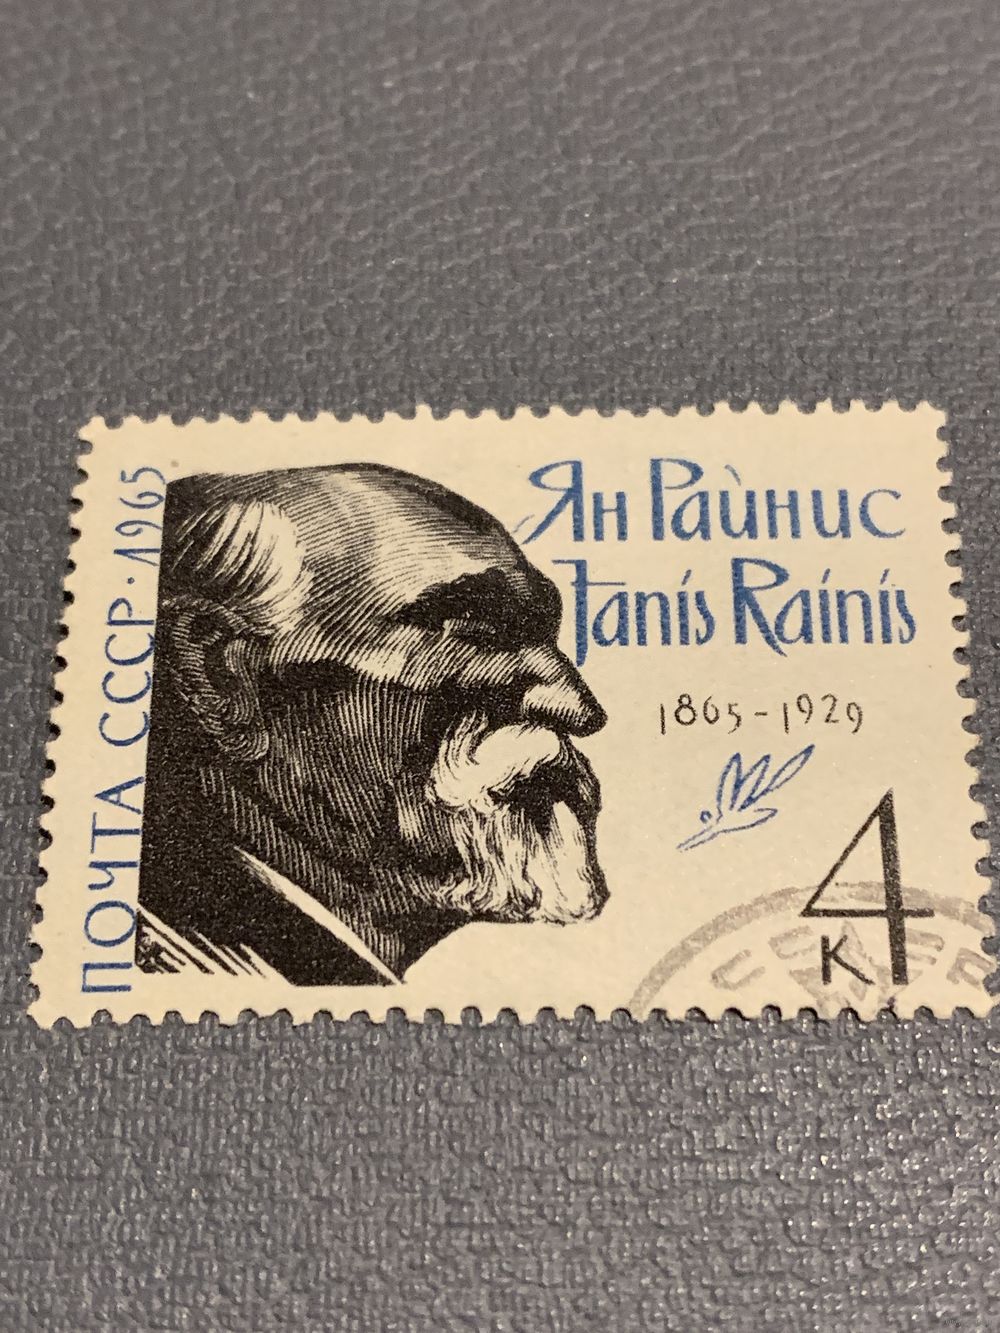 ПОЧТА СССР · 1965
Ян Райнис
Janis Rainis
1865-1929
4
К